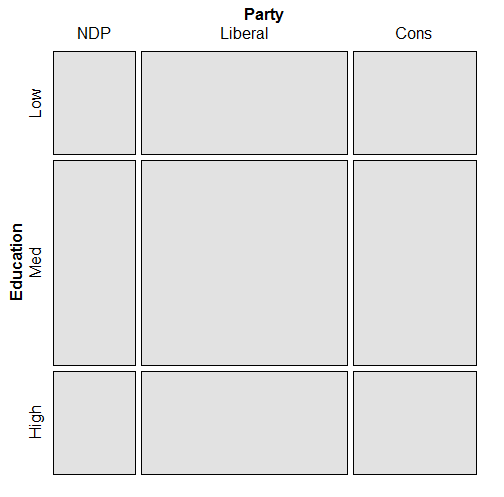 Party
NDP Liberal Cons
Education
Low
Med
High